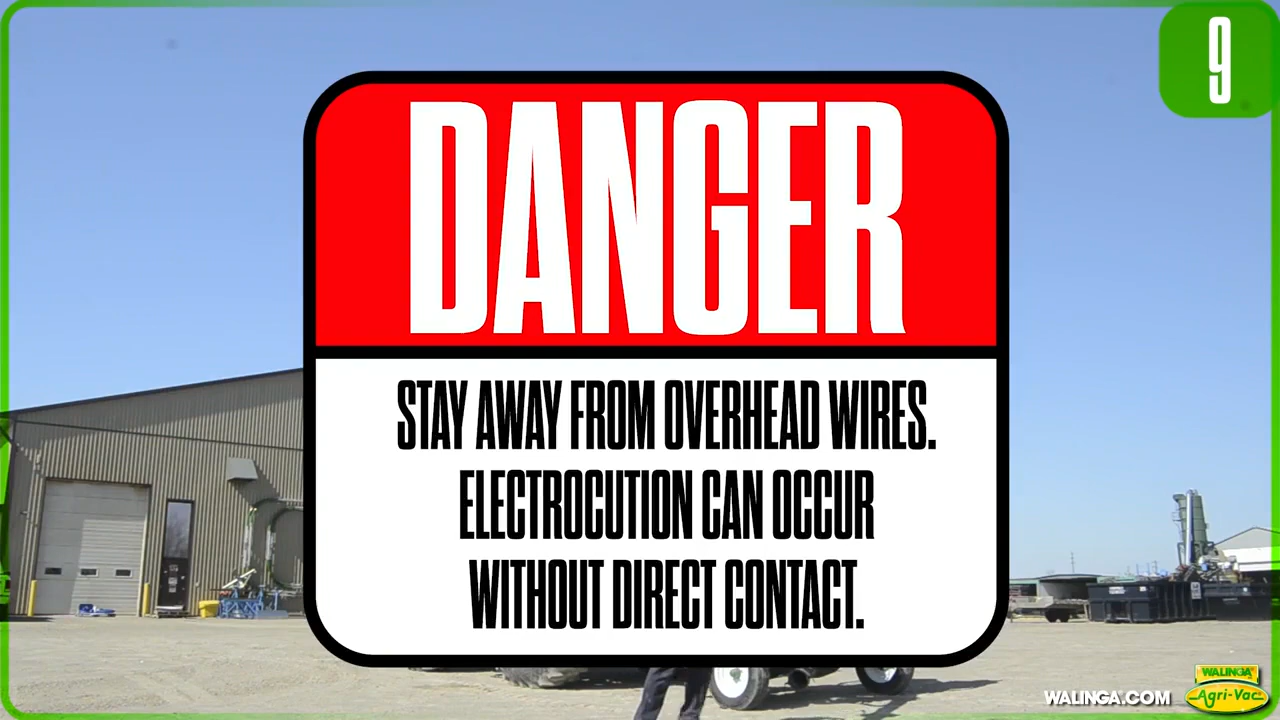 9
DANGER
STAY AWAY FROM OVERHEAD WIRES.
ELECTROCUTION CAN OCCUR
WITHOUT DIRECT CONTACT.
WALINGA.COM
WALINGA
Agri-Vac